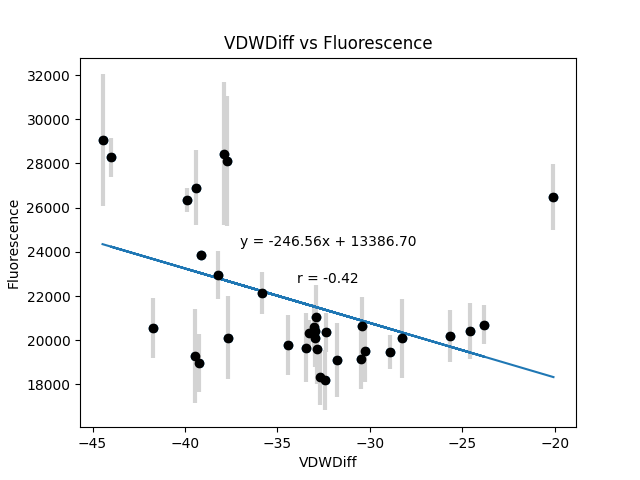 VDWDiff vs Fluorescence
Fluorescence
32000
30000
28000
26000
24000
22000
20000
18000
y = -246.56x + 13386.70
r = -0.42
−45 −40 −35 −30 −25 −20
VDWDiff